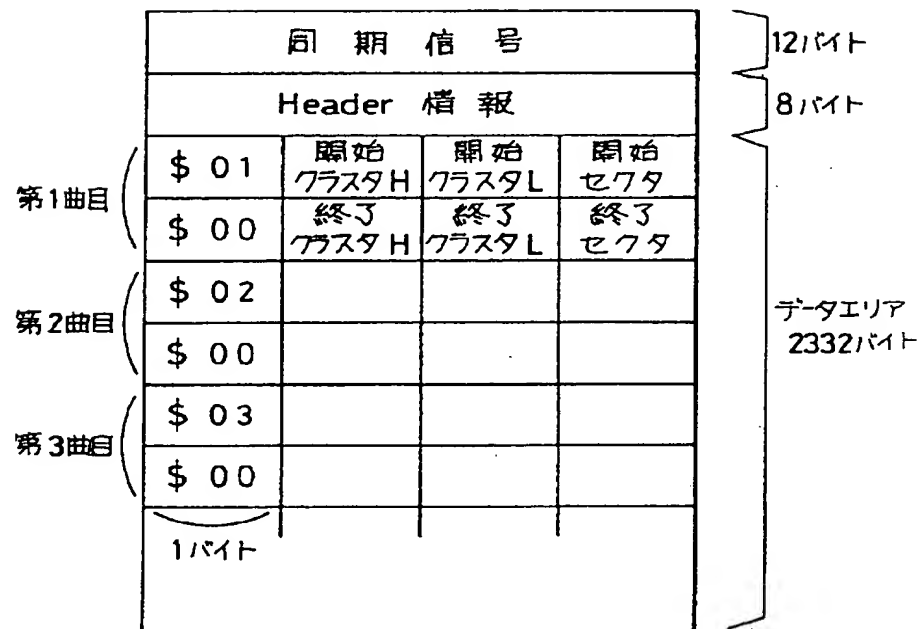 同期信号
12バイト
Header 情報
8バイト
第1曲目
$ 01
開始
クラスタH
開始
クラスタL
開始
セクタ
$ 00
終了
クラスタH
終了
クラスタL
終了
セクタ
第2曲目
$ 02
$ 00
データエリア
2332バイト
第3曲目
$ 03
$ 00
1バイト